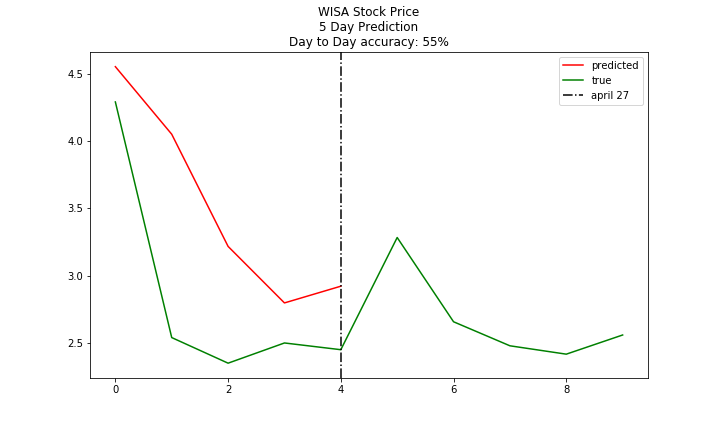 WISA Stock Price
5 Day Prediction
Day to Day accuracy: 55%
predicted
true
april 27
4.5
4.0
3.5
3.0
2.5
0 2 4 6 8